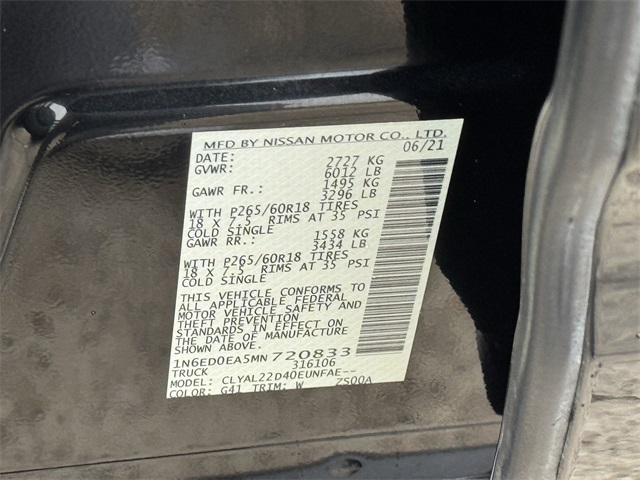 MFD BY NISSAN MOTOR CO., LTD.
DATE: 06/21
GVWR: 2727 KG
6012 LB
GAWR FR.: 1495 KG
3296 LB
WITH P265/60R18 TIRES
18 X 7.5 RIMS AT 35 PSI
COLD SINGLE
GAWR RR.: 1558 KG
3434 LB
WITH P265/60R18 TIRES
18 X 7.5 RIMS AT 35 PSI
COLD SINGLE
THIS VEHICLE CONFORMS TO
ALL APPLICABLE FEDERAL
MOTOR VEHICLE SAFETY AND
THEFT PREVENTION
STANDARDS IN EFFECT ON
THE DATE OF MANUFACTURE
SHOWN ABOVE.
1N6ED0EA5MN720833
TRUCK 316106
MODEL: CLYAL22D40EUNFAE--
COLOR: G41 TRIM: W 7S00A